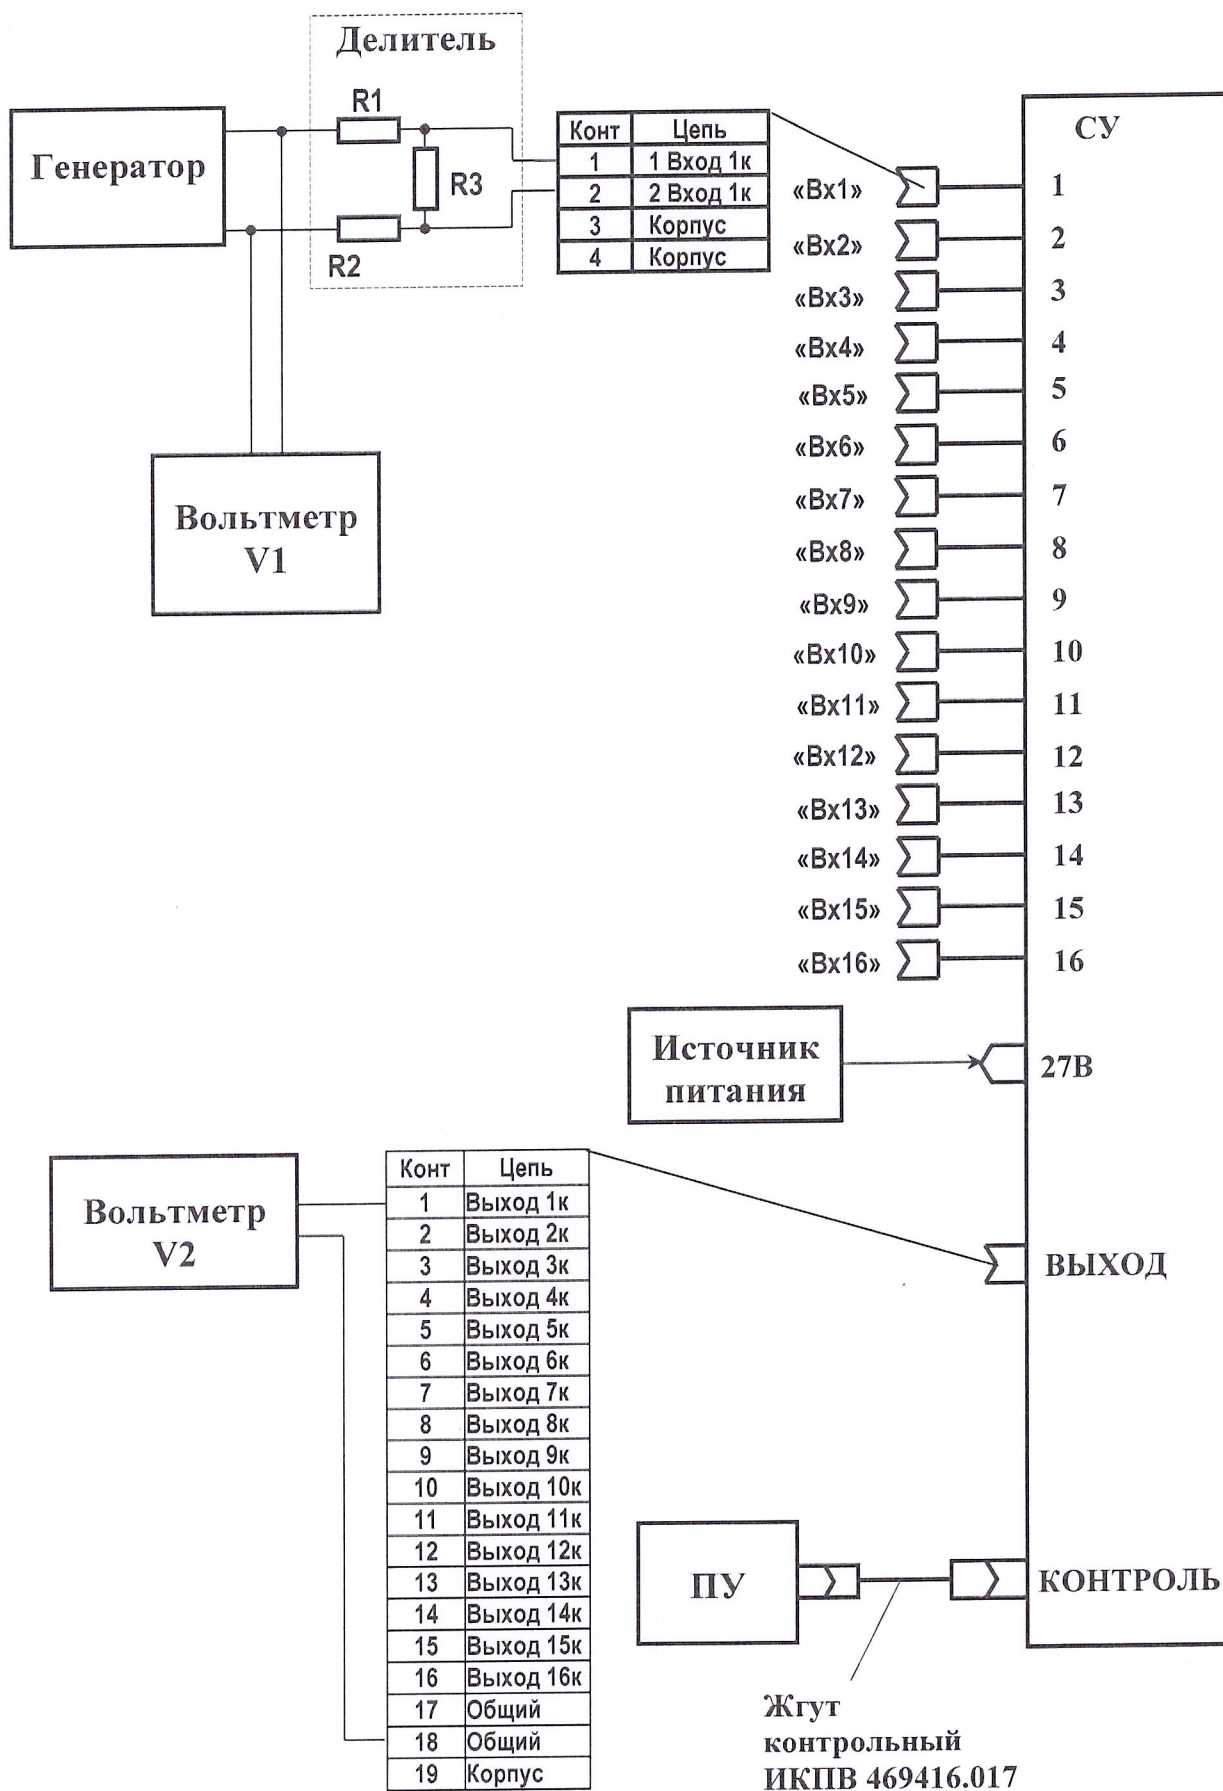 Делитель
R1
Генератор
R3
R2
Конт Цепь
1 1 Вход 1к
2 2 Вход 1к
3 Корпус
4 Корпус
СУ
«Вх1» 1
«Вх2» 2
«Вх3» 3
«Вх4» 4
«Вх5» 5
«Вх6» 6
«Вх7» 7
«Вх8» 8
«Вх9» 9
«Вх10» 10
«Вх11» 11
«Вх12» 12
«Вх13» 13
«Вх14» 14
«Вх15» 15
«Вх16» 16
Вольтметр
V1
Источник
питания
27В
Вольтметр
V2
Конт Цепь
1 Выход 1к
2 Выход 2к
3 Выход 3к
4 Выход 4к
5 Выход 5к
6 Выход 6к
7 Выход 7к
8 Выход 8к
9 Выход 9к
10 Выход 10к
11 Выход 11к
12 Выход 12к
13 Выход 13к
14 Выход 14к
15 Выход 15к
16 Выход 16к
17 Общий
18 Общий
19 Корпус
ВЫХОД
ПУ
КОНТРОЛЬ
Жгут
контрольный
ИКПВ 469416.017